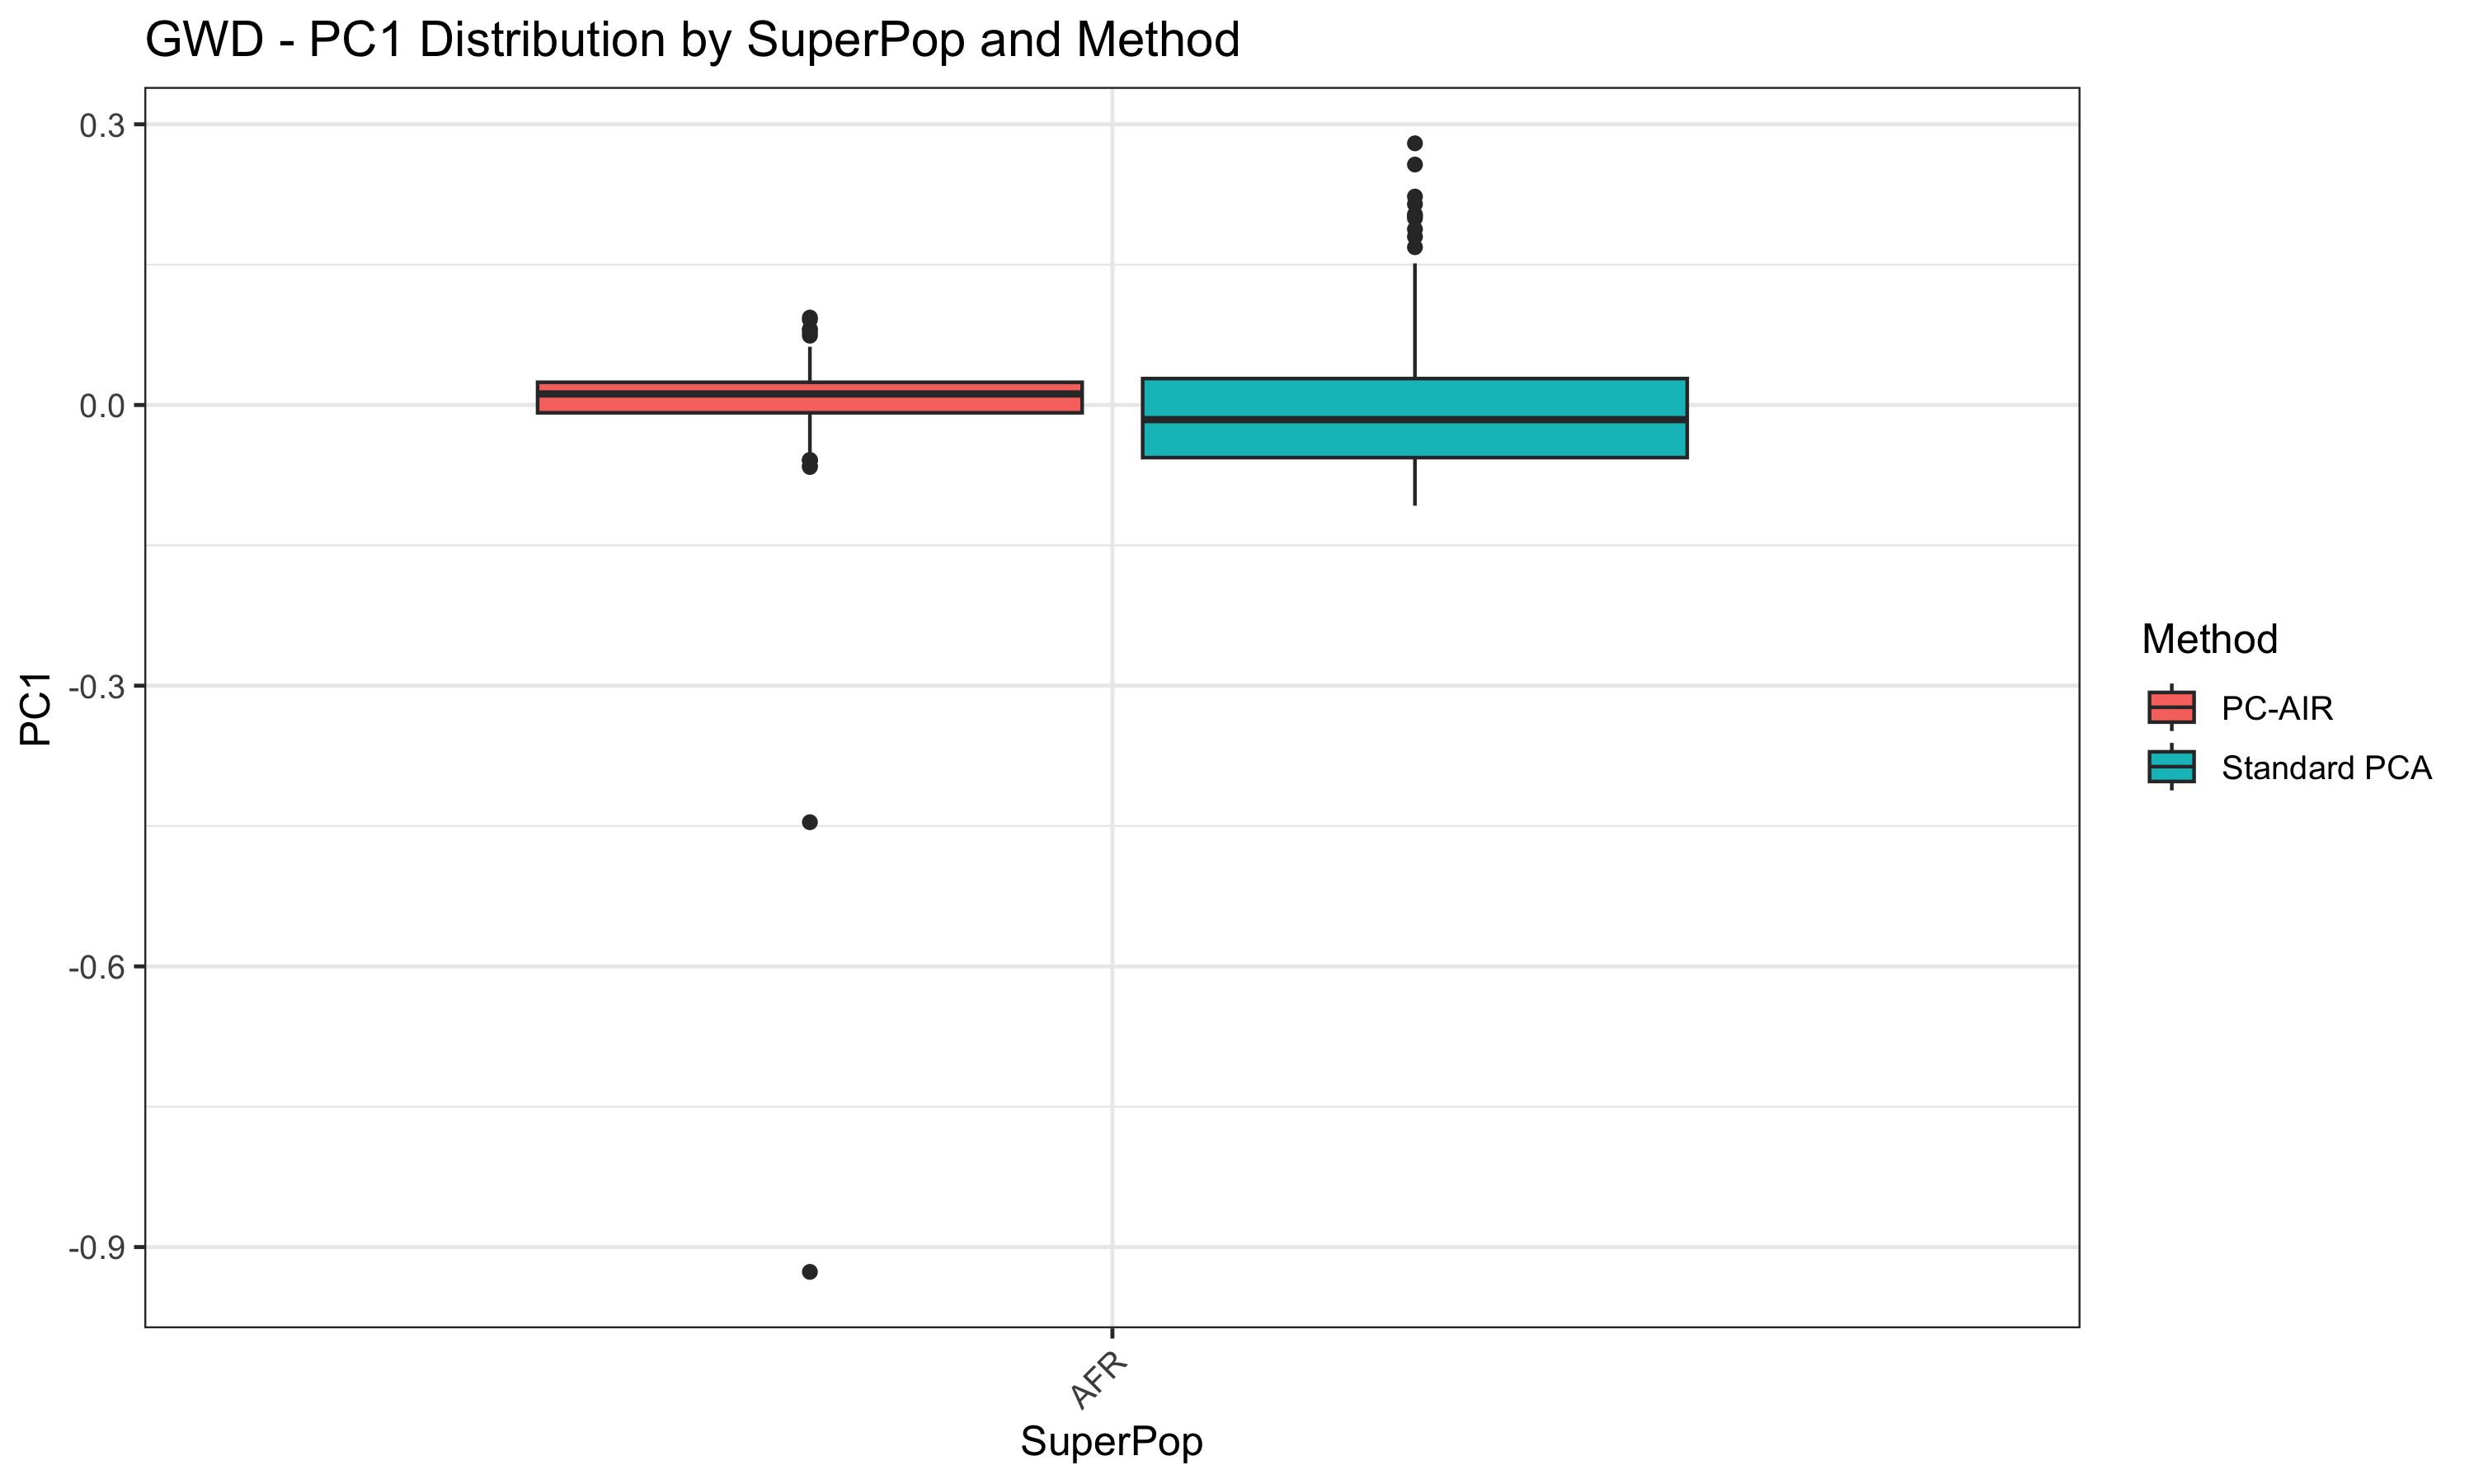 GWD - PC1 Distribution by SuperPop and Method
0.3
0.0
-0.3
-0.6
-0.9
PC1
AFR
SuperPop
Method
PC-AIR
Standard PCA